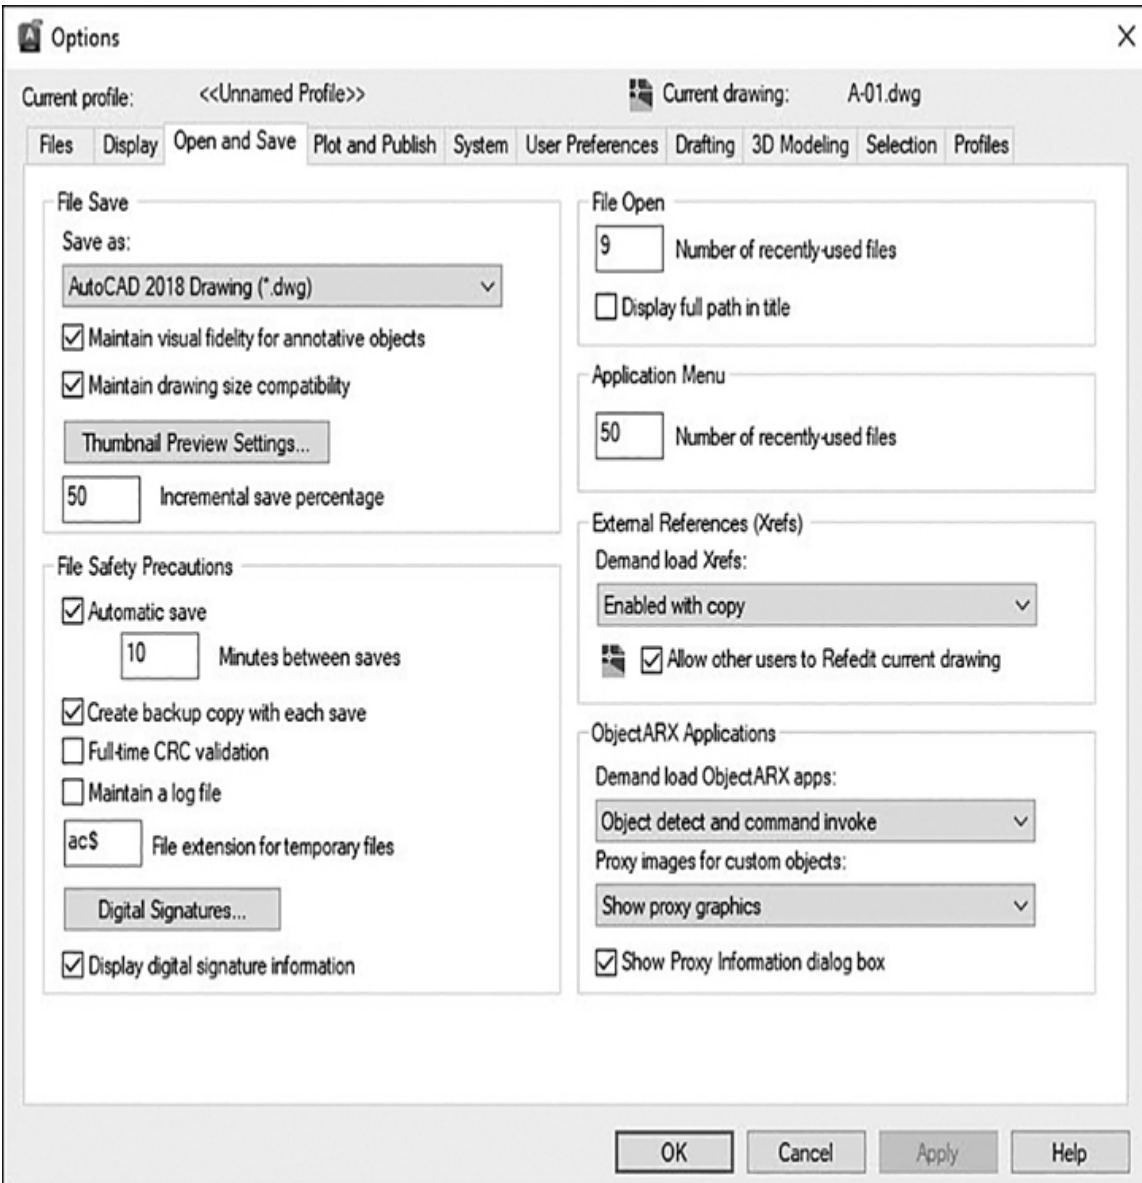 Options
Current profile: <<Unnamed Profile>> Current drawing: A-01.dwg
Files Display Open and Save Plot and Publish System User Preferences Drafting 3D Modeling Selection Profiles
File Save
Save as:
AutoCAD 2018 Drawing (*.dwg)
Maintain visual fidelity for annotative objects
Maintain drawing size compatibility
Thumbnail Preview Settings...
50 Incremental save percentage
File Safety Precautions
Automatic save
10 Minutes between saves
Create backup copy with each save
Full-time CRC validation
Maintain a log file
ac$ File extension for temporary files
Digital Signatures...
Display digital signature information
File Open
9 Number of recently-used files
Display full path in title
Application Menu
50 Number of recently-used files
External References (Xrefs)
Demand load Xrefs:
Enabled with copy
Allow other users to Refedit current drawing
ObjectARX Applications
Demand load ObjectARX apps:
Object detect and command invoke
Proxy images for custom objects:
Show proxy graphics
Show Proxy Information dialog box
OK Cancel Apply Help